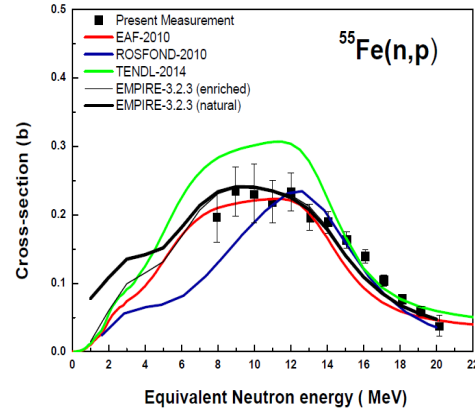 0.5
0.4
0.3
0.2
0.1
0.0
Cross-section (b)
Present Measurement
EAF-2010
ROSFOND-2010
TENDL-2014
EMPIRE-3.2.3 (enriched)
EMPIRE-3.2.3 (natural)
55Fe(n,p)
0 2 4 6 8 10 12 14 16 18 20 22
Equivalent Neutron energy ( MeV)